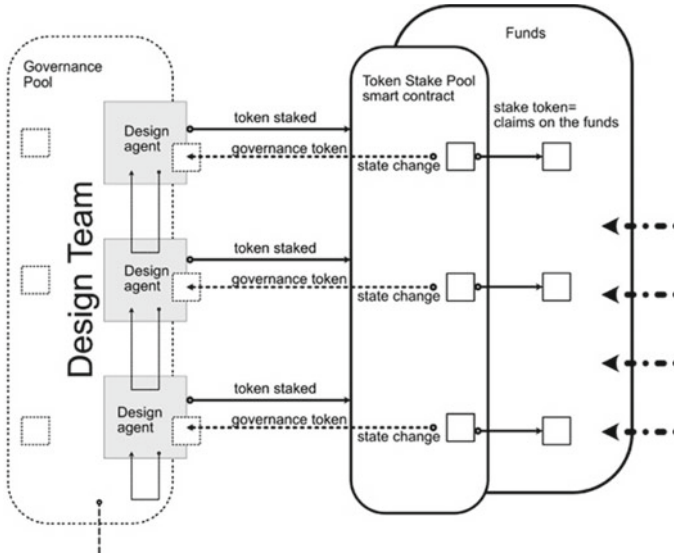 Funds
Governance
Pool
Token Stake Pool
smart contract
stake token=
claims on the funds
Design Team
Design
agent
token staked
governance token
state change
Design
agent
token staked
governance token
state change
Design
agent
token staked
governance token
state change